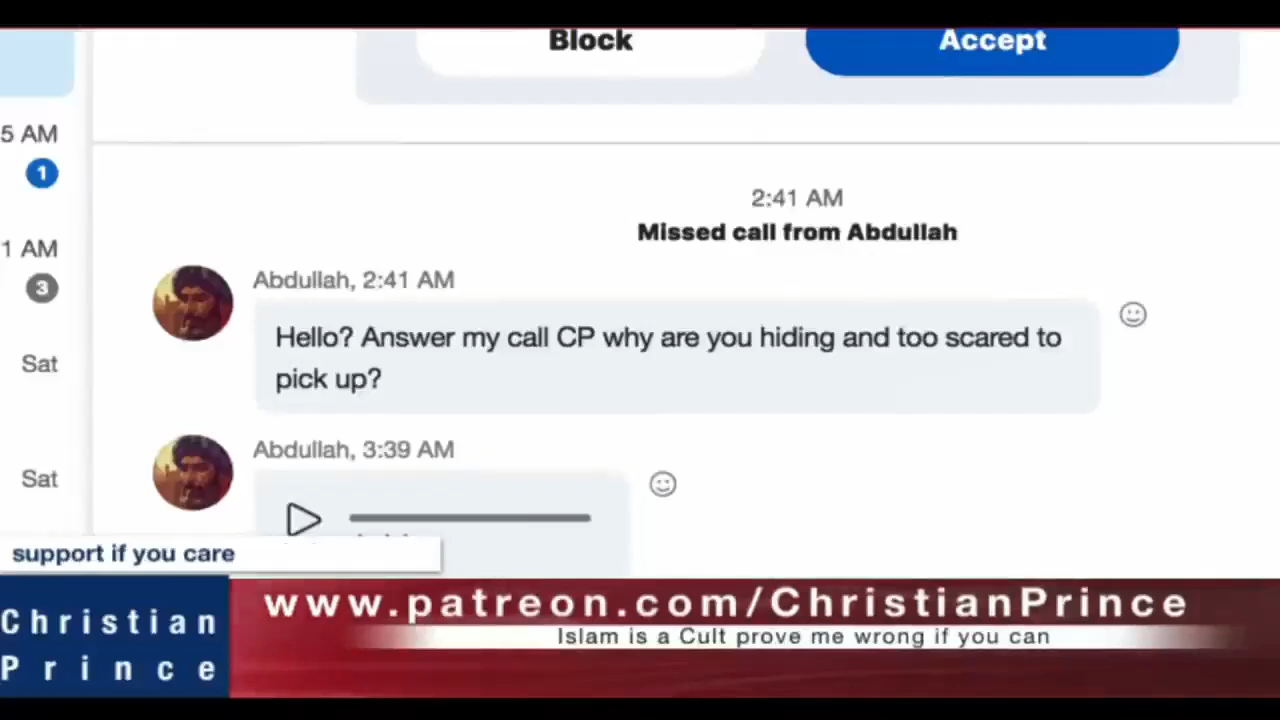 Block
Accept
5 AM
1
2:41 AM
Missed call from Abdullah
1 AM
3
Abdullah, 2:41 AM
Hello? Answer my call CP why are you hiding and too scared to
pick up?
Sat
Abdullah, 3:39 AM
Sat
support if you care
Christian
Prince
www.patreon.com/ChristianPrince
Islam is a Cult prove me wrong if you can